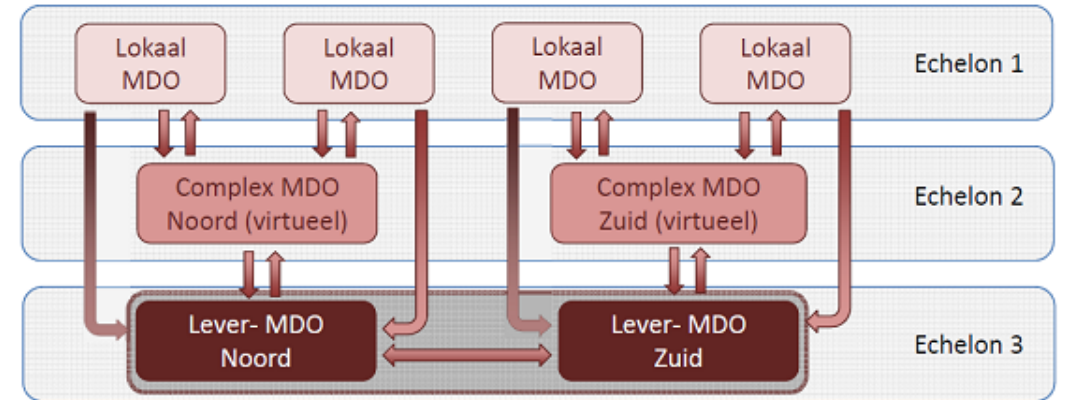 Lokaal
MDO
Lokaal
MDO
Lokaal
MDO
Lokaal
MDO
Echelon 1
Complex MDO
Noord (virtueel)
Complex MDO
Zuid (virtueel)
Echelon 2
Lever- MDO
Noord
Lever- MDO
Zuid
Echelon 3